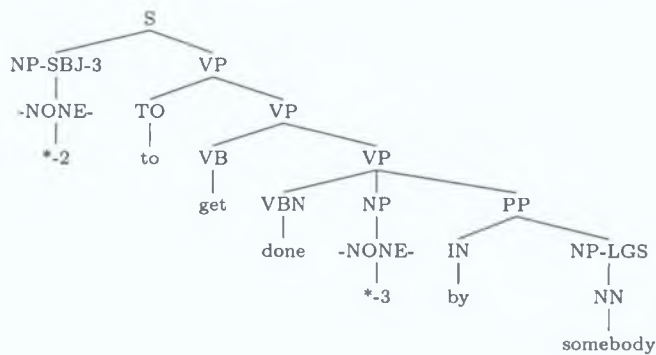 S
NP-SBJ-3 VP
-NONE- TO VP
*-2 to VB VP
get VBN NP PP
done -NONE- IN NP-LGS
*-3 by NN
somebody